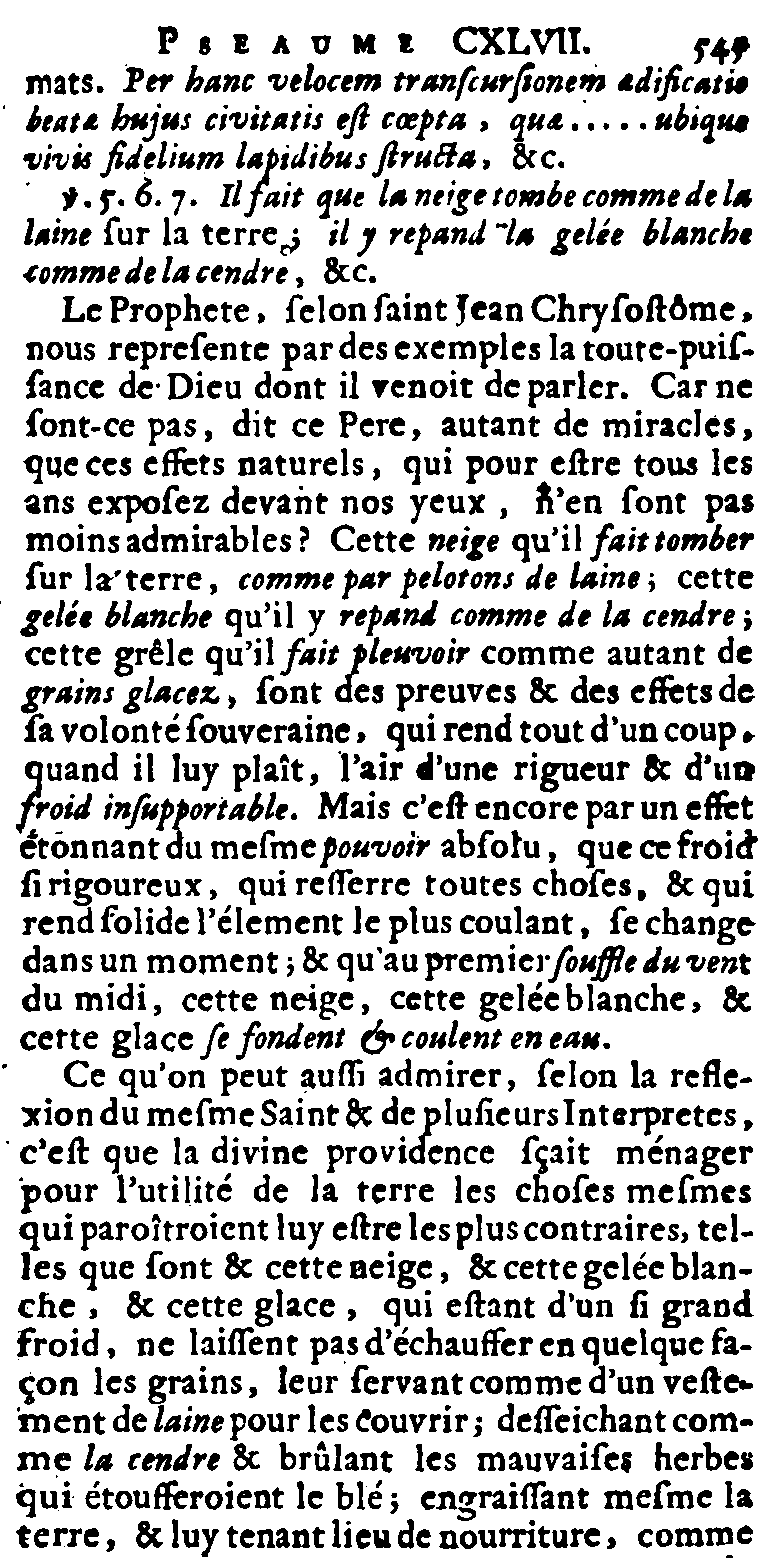 PSEAUME CXLVII. 549
mats. Per hanc velocem tranſcurſionem ædificatio
beatæ hujus civitatis eſt cœpta, quæ..... ubique
vivis fidelium lapidibus ſtructa, &c.
℣. 5. 6. 7. Il fait que la neige tombe comme de la
laine ſur la terre; il y repand la gelée blanche
comme de la cendre, &c.
Le Prophete, ſelon ſaint Jean Chryſoſtôme,
nous repreſente par des exemples la toute-puiſ-
ſance de Dieu dont il venoit de parler. Car ne
ſont-ce pas, dit ce Pere, autant de miracles,
que ces effets naturels, qui pour eſtre tous les
ans expoſez devant nos yeux, n'en ſont pas
moins admirables? Cette neige qu'il fait tomber
ſur la terre, comme par pelotons de laine; cette
gelée blanche qu'il y repand comme de la cendre;
cette grêle qu'il fait pleuvoir comme autant de
grains glacez, ſont des preuves & des effets de
ſa volonté ſouveraine, qui rend tout d'un coup,
quand il luy plaît, l'air d'une rigueur & d'un
froid inſupportable. Mais c'eſt encore par un effet
étonnant du meſme pouvoir abſolu, que ce froid
ſi rigoureux, qui reſſerre toutes choſes, & qui
rend ſolide l'élement le plus coulant, ſe change
dans un moment; & qu'au premier ſouffle du vent
du midi, cette neige, cette gelée blanche, &
cette glace ſe fondent & coulent en eau.
Ce qu'on peut auſſi admirer, ſelon la refle-
xion du meſme Saint & de pluſieurs Interpretes,
c'eſt que la divine providence ſçait ménager
pour l'utilité de la terre les choſes meſmes
qui paroîtroient luy eſtre les plus contraires, tel-
les que ſont & cette neige, & cette gelée blan-
che, & cette glace, qui eſtant d'un ſi grand
froid, ne laiſſent pas d'échauffer en quelque fa-
çon les grains, leur ſervant comme d'un veſte-
ment de laine pour les couvrir; deſſeichant com-
me la cendre & brûlant les mauvaiſes herbes
qui étoufferoient le blé; engraiſſant meſme la
terre, & luy tenant lieu de nourriture, comme